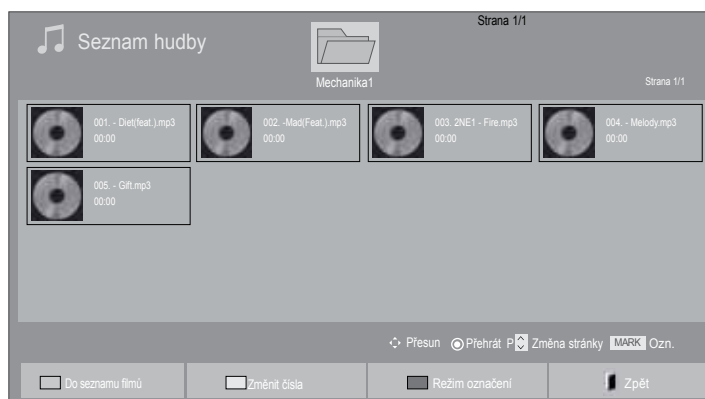 Strana 1/1
Seznam hudby
Mechanika1
Strana 1/1
001. - Diet(feat.).mp3
00:00
002. -Mad(Feat.).mp3
00:00
003. 2NE1 - Fire.mp3
00:00
004. - Melody.mp3
00:00
005. - Gift.mp3
00:00
Přesun Přehrát P Změna stránky MARK Ozn.
Do seznamu filmů Změnit čísla Režim označení Zpět